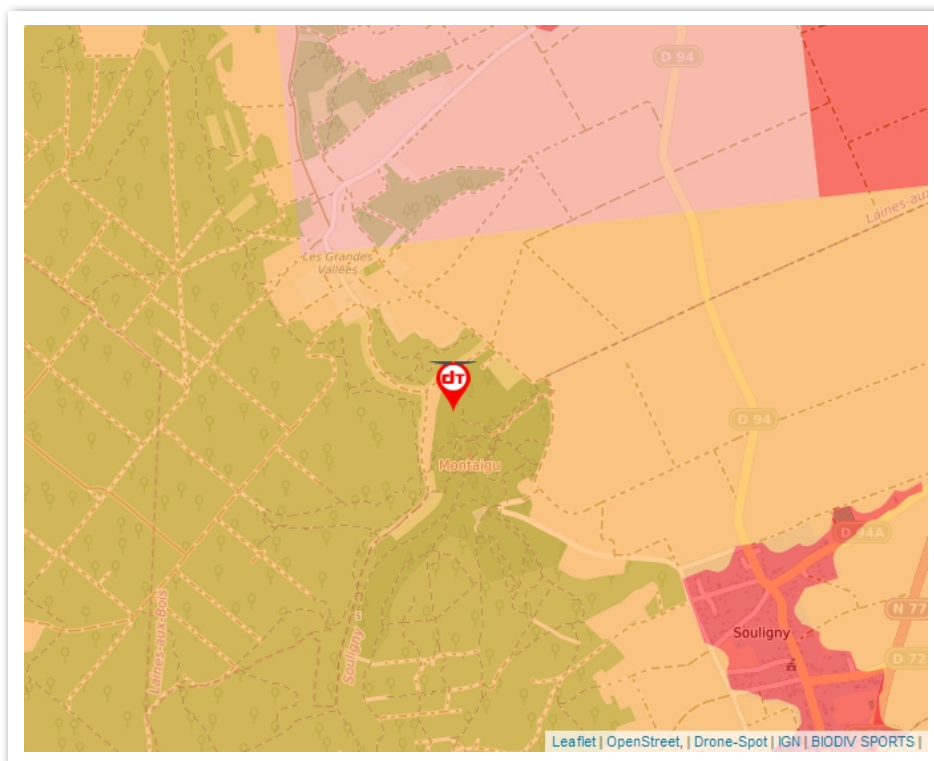 D 94
Laines-aux
Les Grandes
Vallées
dT
D 94
Montaigu
D 94A
N 77
Laines-aux-Bois
Souligny
Souligny
D 72
Leaflet | OpenStreet, | Drone-Spot | IGN | BIODIV SPORTS |